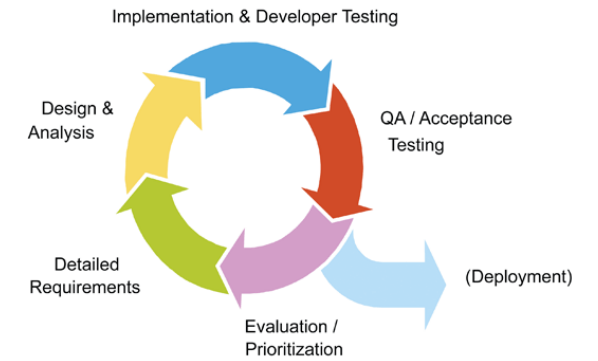 Implementation & Developer Testing
Design &
Analysis
QA / Acceptance
Testing
Detailed
Requirements
(Deployment)
Evaluation /
Prioritization